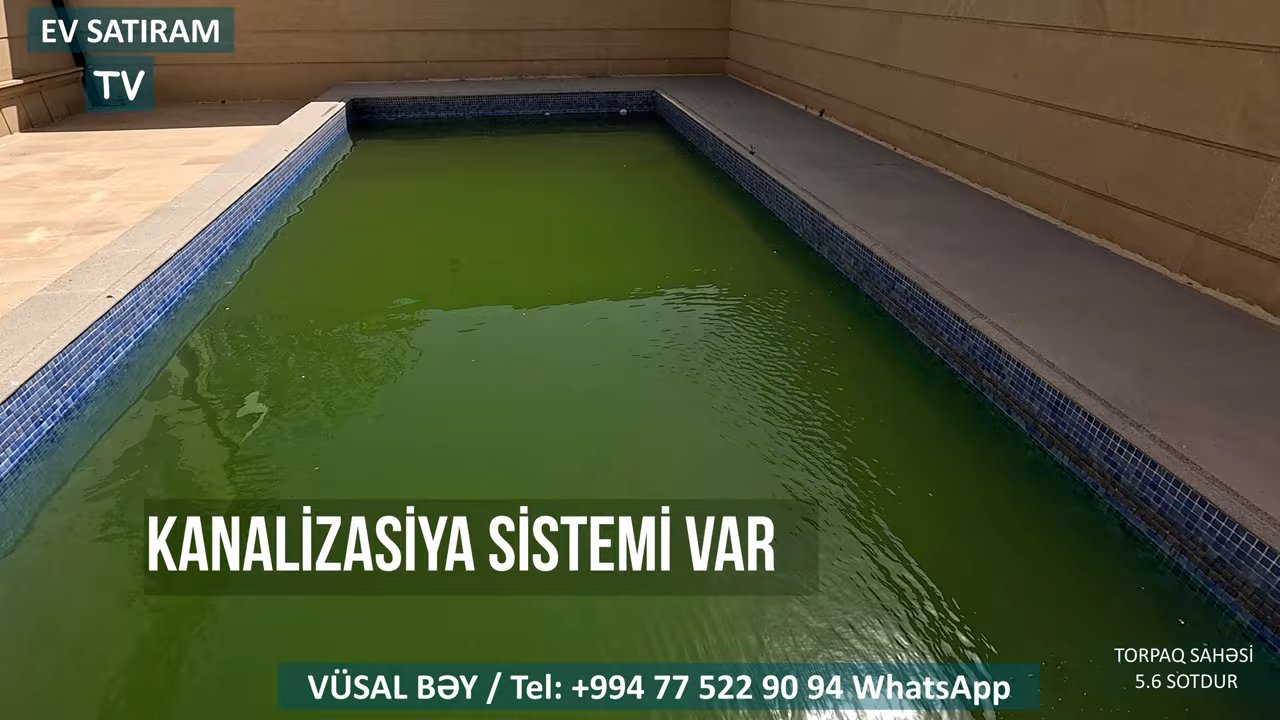 EV SATIRAM
TV
KANALİZASİYA SİSTEMİ VAR
TORPAQ SAHƏSİ
5.6 SOTDUR
VÜSAL BƏY / Tel: +994 77 522 90 94 WhatsApp